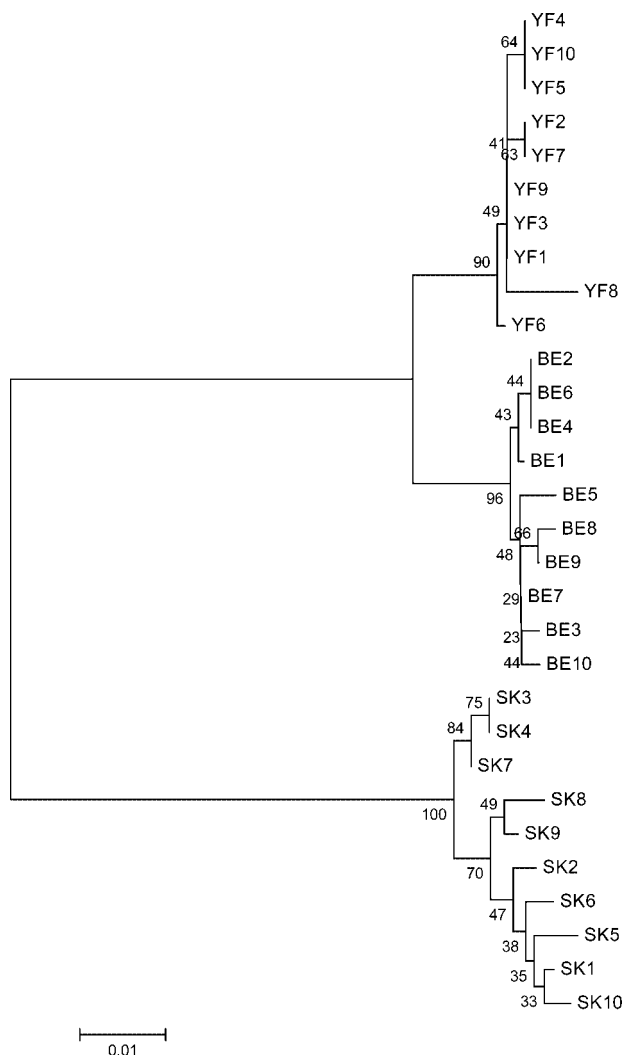 YF4
64
YF10
YF5
YF2
41
63
YF7
YF9
49
YF3
YF1
90
YF8
YF6
BE2
44
BE6
43
BE4
BE1
96
BE5
66
BE8
48
BE9
29
BE7
23
BE3
44
BE10
75
SK3
84
SK4
SK7
100
49
SK8
SK9
70
SK2
47
SK6
38
SK5
35
SK1
33
SK10
0.01